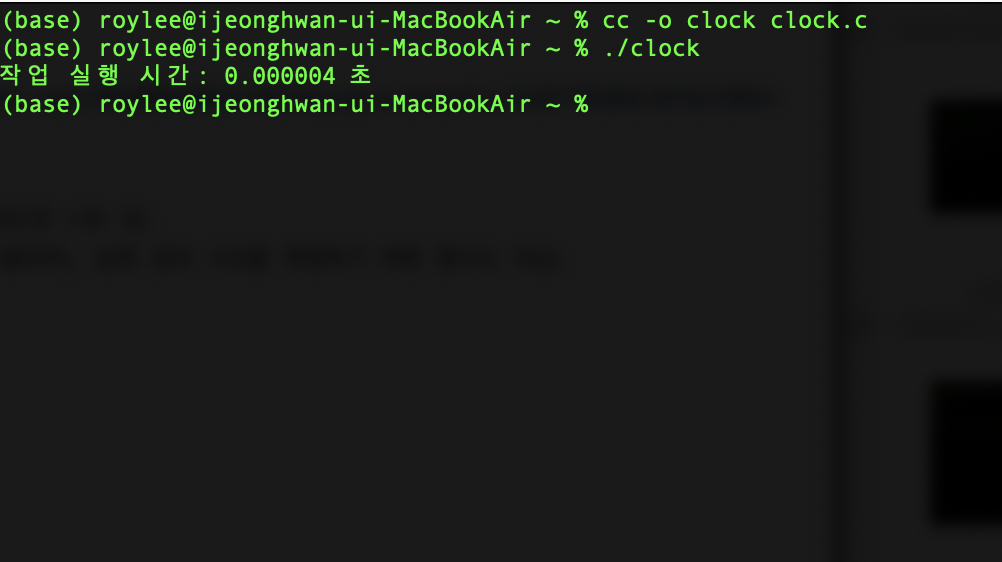 (base) roylee@ijeonghwan-ui-MacBookAir ~ % cc -o clock clock.c
(base) roylee@ijeonghwan-ui-MacBookAir ~ % ./clock
작업 실행 시간: 0.000004 초
(base) roylee@ijeonghwan-ui-MacBookAir ~ %